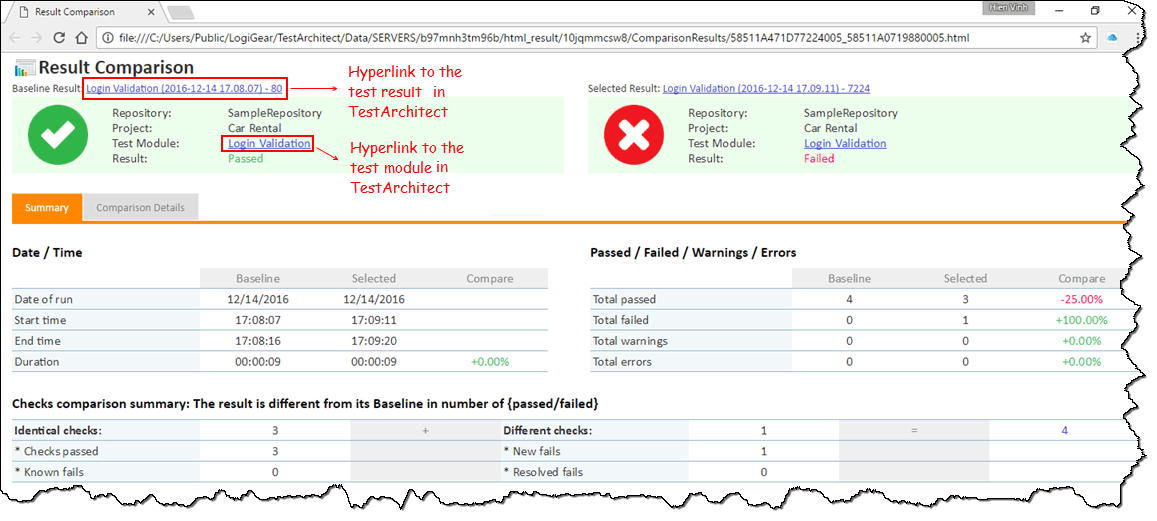 Result Comparison
Hien Vinh
file:///C:/Users/Public/LogiGear/TestArchitect/Data/SERVERS/b97mnh3tm96b/html_result/10jqmmcsw8/ComparisonResults/58511A471D77224005_58511A0719880005.html
Result Comparison
Baseline Result: Login Validation (2016-12-14 17.08.07) - 80
Hyperlink to the
test result in
TestArchitect
Selected Result: Login Validation (2016-12-14 17.09.11) - 7224
Repository: SampleRepository
Project: Car Rental
Test Module: Login Validation
Result: Passed
Hyperlink to the
test module in
TestArchitect
Repository: SampleRepository
Project: Car Rental
Test Module: Login Validation
Result: Failed
Summary Comparison Details
Date / Time
Baseline Selected Compare
Date of run 12/14/2016 12/14/2016
Start time 17:08:07 17:09:11
End time 17:08:16 17:09:20
Duration 00:00:09 00:00:09 +0.00%
Passed / Failed / Warnings / Errors
Baseline Selected Compare
Total passed 4 3 -25.00%
Total failed 0 1 +100.00%
Total warnings 0 0 +0.00%
Total errors 0 0 +0.00%
Checks comparison summary: The result is different from its Baseline in number of {passed/failed}
Identical checks: 3 + Different checks: 1 = 4
* Checks passed 3 * New fails 1
* Known fails 0 * Resolved fails 0